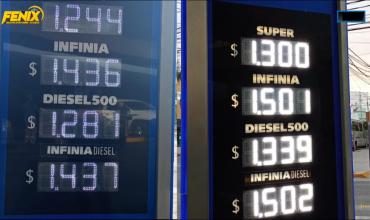 FENIX
1.244
INFINIA
$ 1.436
DIESEL500
$ 1.281
INFINIA DIESEL
$ 1.437
SUPER
$ 1.300
INFINIA
$ 1.501
DIESEL500
$ 1.339
INFINIA DIESEL
$ 1.502